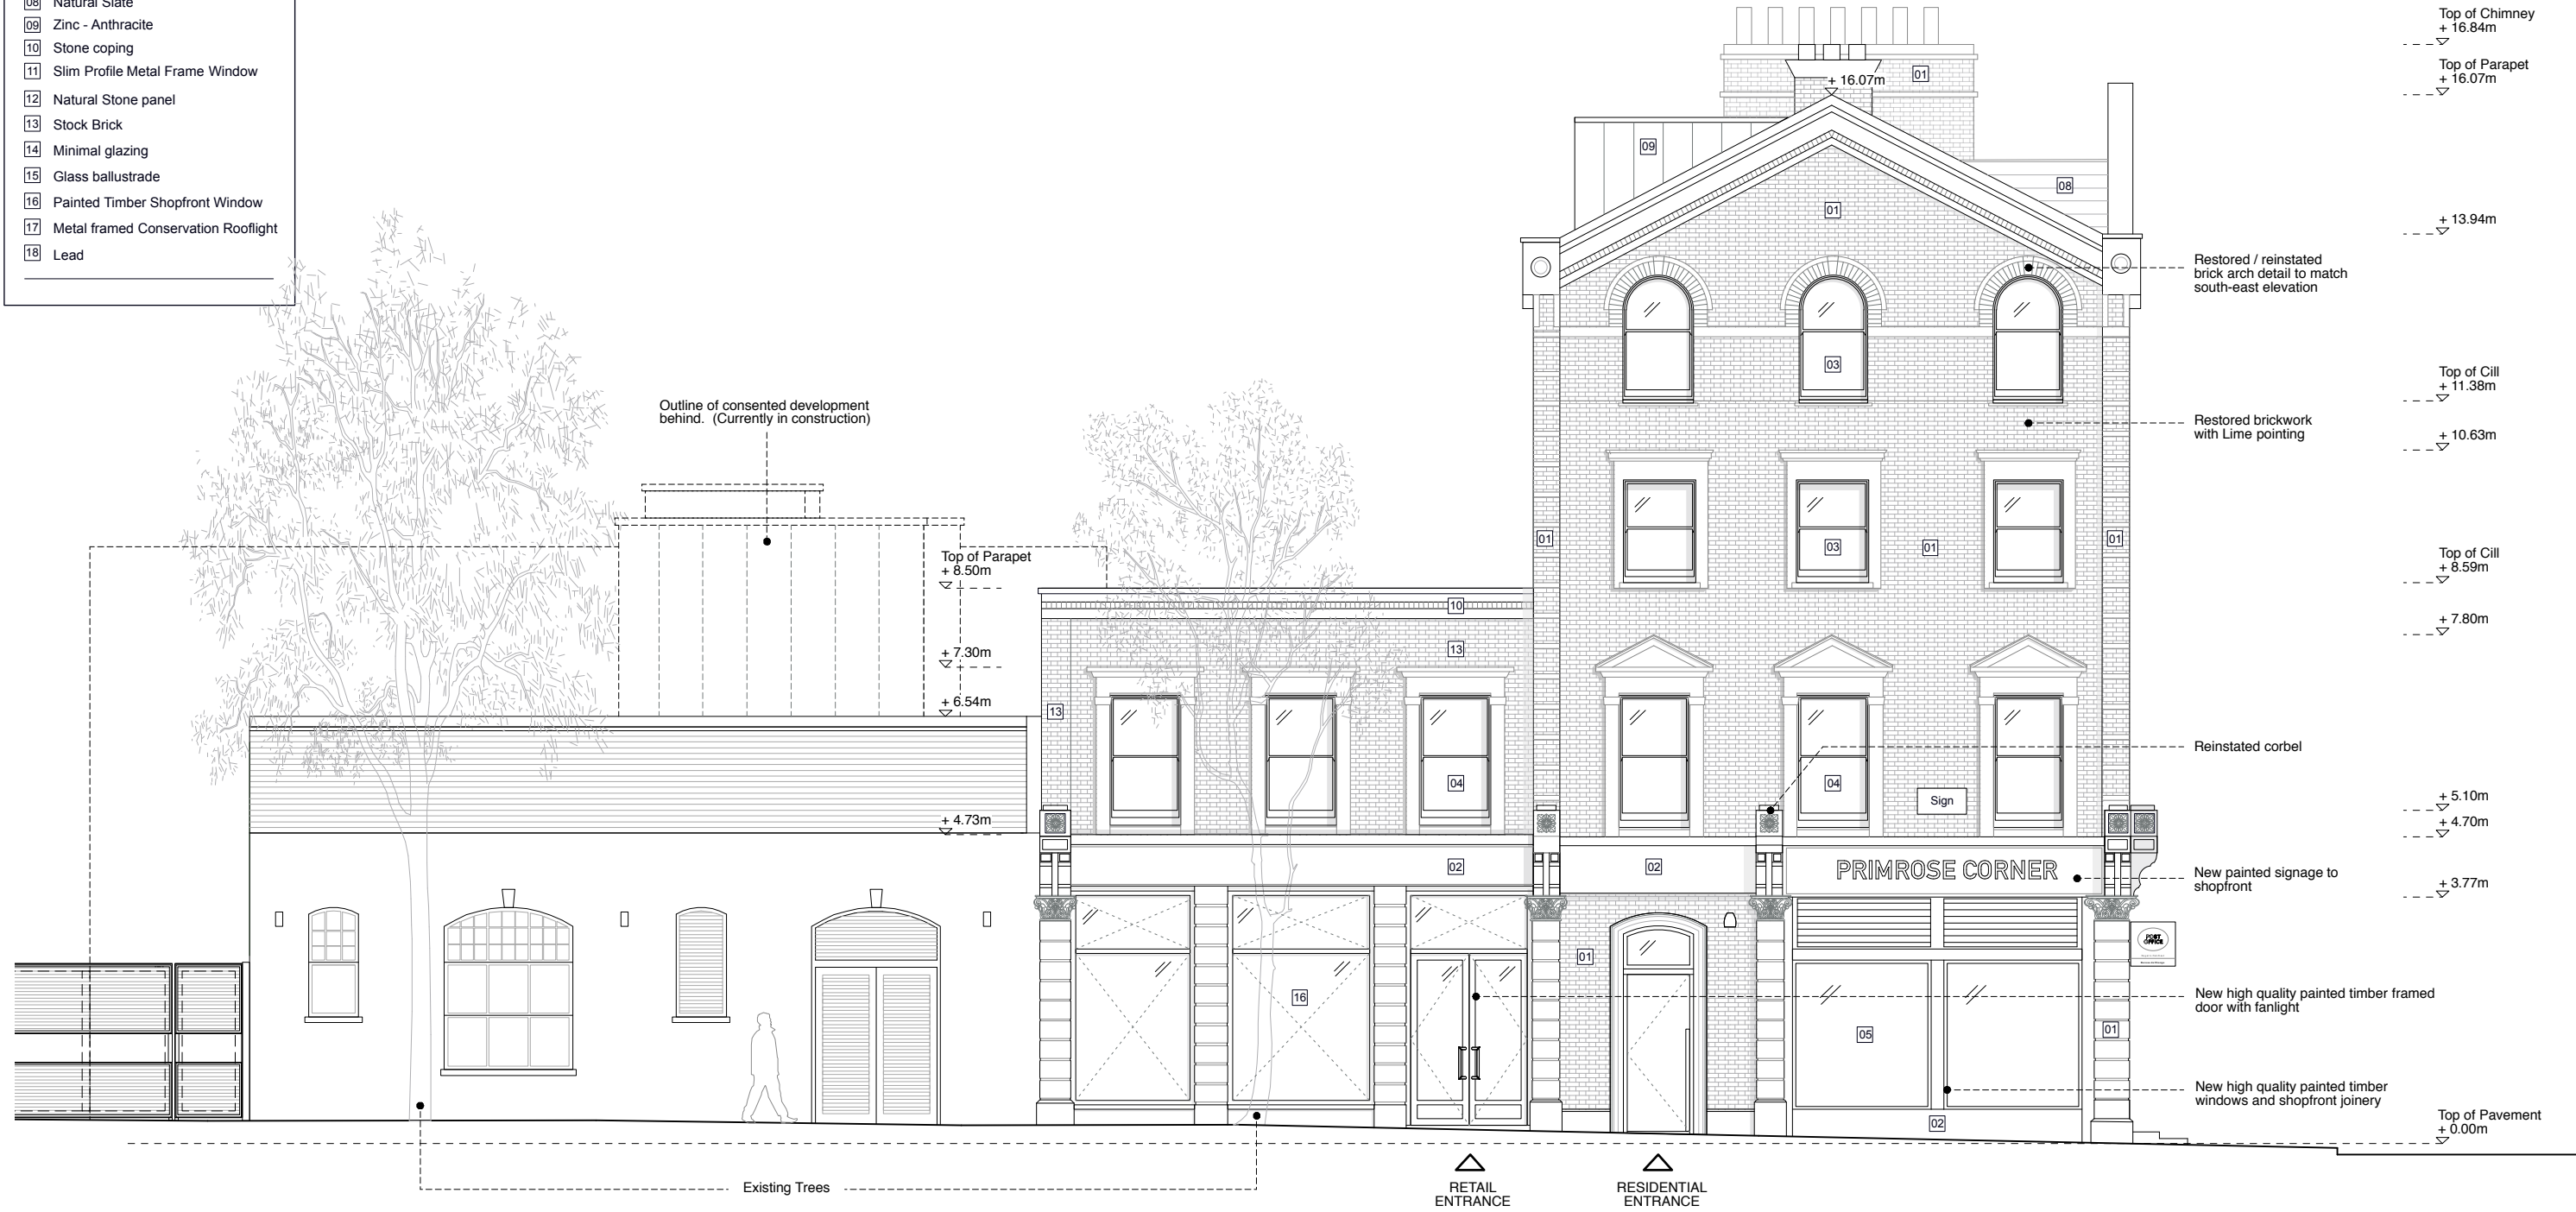 08 Natural Slate
09 Zinc - Anthracite
10 Stone coping
11 Slim Profile Metal Frame Window
12 Natural Stone panel
13 Stock Brick
14 Minimal glazing
15 Glass ballustrade
16 Painted Timber Shopfront Window
17 Metal framed Conservation Rooflight
18 Lead
Outline of consented development
behind. (Currently in construction)
Top of Parapet
+ 8.50m
+ 7.30m
+ 6.54m
+ 4.73m
Existing Trees
10
13
13
04
02
16
RETAIL
ENTRANCE
RESIDENTIAL
ENTRANCE
+ 16.07m
01
09
08
01
03
01
03
01
01
04
Sign
02
PRIMROSE CORNER
POST
OFFICE
01
05
01
02
Restored / reinstated
brick arch detail to match
south-east elevation
Restored brickwork
with Lime pointing
Reinstated corbel
New painted signage to
shopfront
New high quality painted timber framed
door with fanlight
New high quality painted timber
windows and shopfront joinery
Top of Chimney
+ 16.84m
Top of Parapet
+ 16.07m
+ 13.94m
Top of Cill
+ 11.38m
+ 10.63m
Top of Cill
+ 8.59m
+ 7.80m
+ 5.10m
+ 4.70m
+ 3.77m
Top of Pavement
+ 0.00m